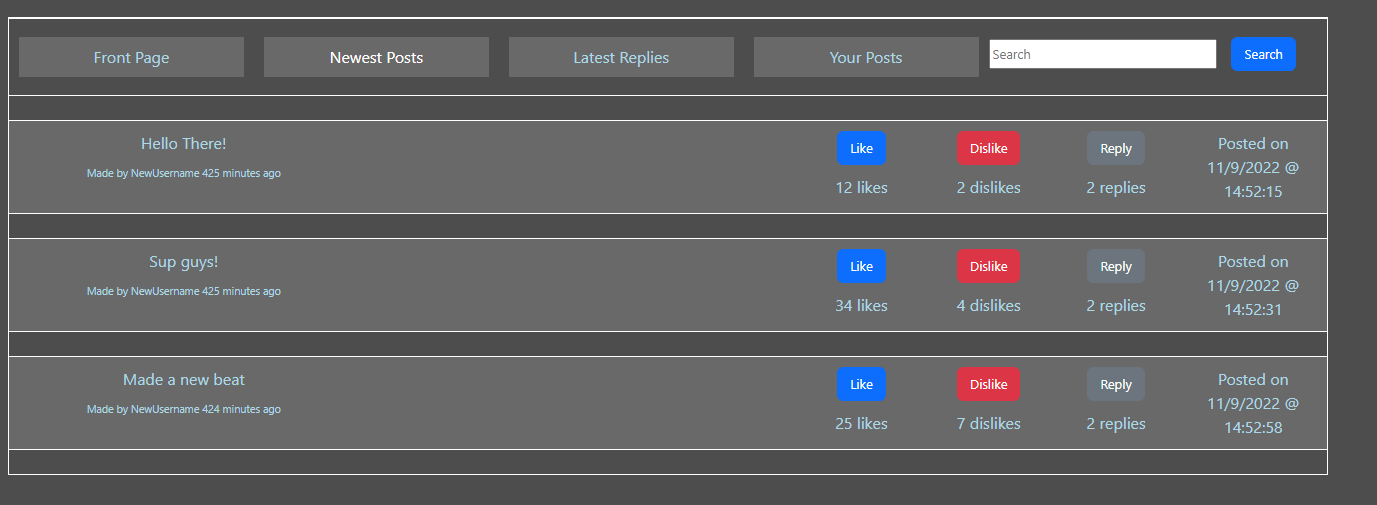 Front Page Newest Posts Latest Replies Your Posts Search Search
Hello There!
Made by NewUsername 425 minutes ago
Like Dislike Reply
12 likes 2 dislikes 2 replies
Posted on
11/9/2022 @
14:52:15
Sup guys!
Made by NewUsername 425 minutes ago
Like Dislike Reply
34 likes 4 dislikes 2 replies
Posted on
11/9/2022 @
14:52:31
Made a new beat
Made by NewUsername 424 minutes ago
Like Dislike Reply
25 likes 7 dislikes 2 replies
Posted on
11/9/2022 @
14:52:58